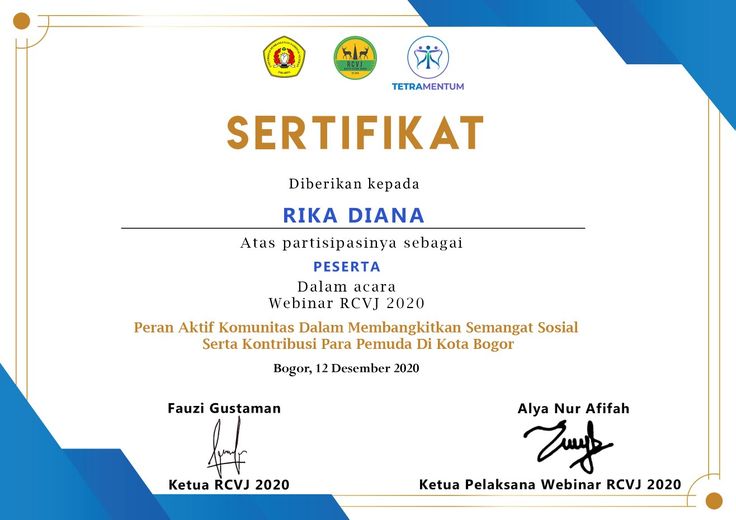 RCVJ
TETRAMENTUM
SERTIFIKAT
Diberikan kepada
RIKA DIANA
Atas partisipasinya sebagai
PESERTA
Dalam acara
Webinar RCVJ 2020
Peran Aktif Komunitas Dalam Membangkitkan Semangat Sosial
Serta Kontribusi Para Pemuda Di Kota Bogor
Bogor, 12 Desember 2020
Fauzi Gustaman
Alya Nur Afifah
Ketua RCVJ 2020
Ketua Pelaksana Webinar RCVJ 2020